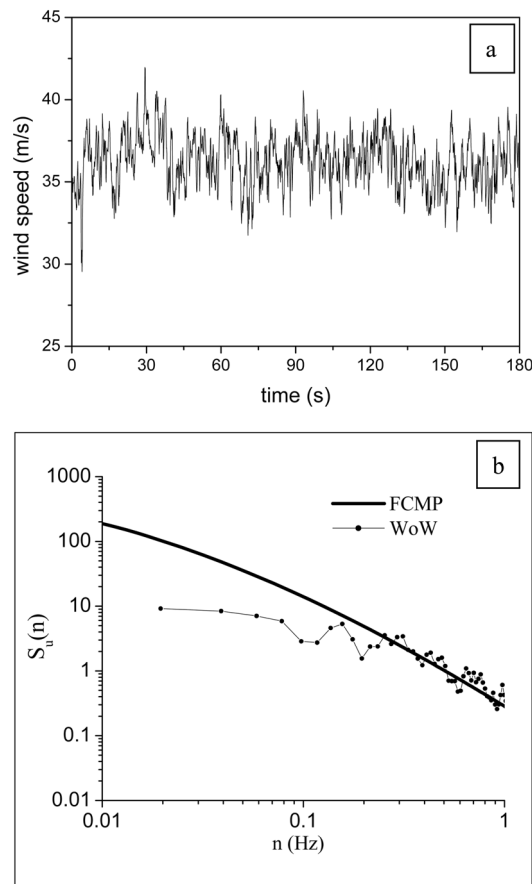 a
45
40
35
30
25
wind speed (m/s)
0 30 60 90 120 150 180
time (s)
b
1000
100
10
1
0.1
0.01
S_u(n)
FCMP
WoW
0.01 0.1 1
n (Hz)